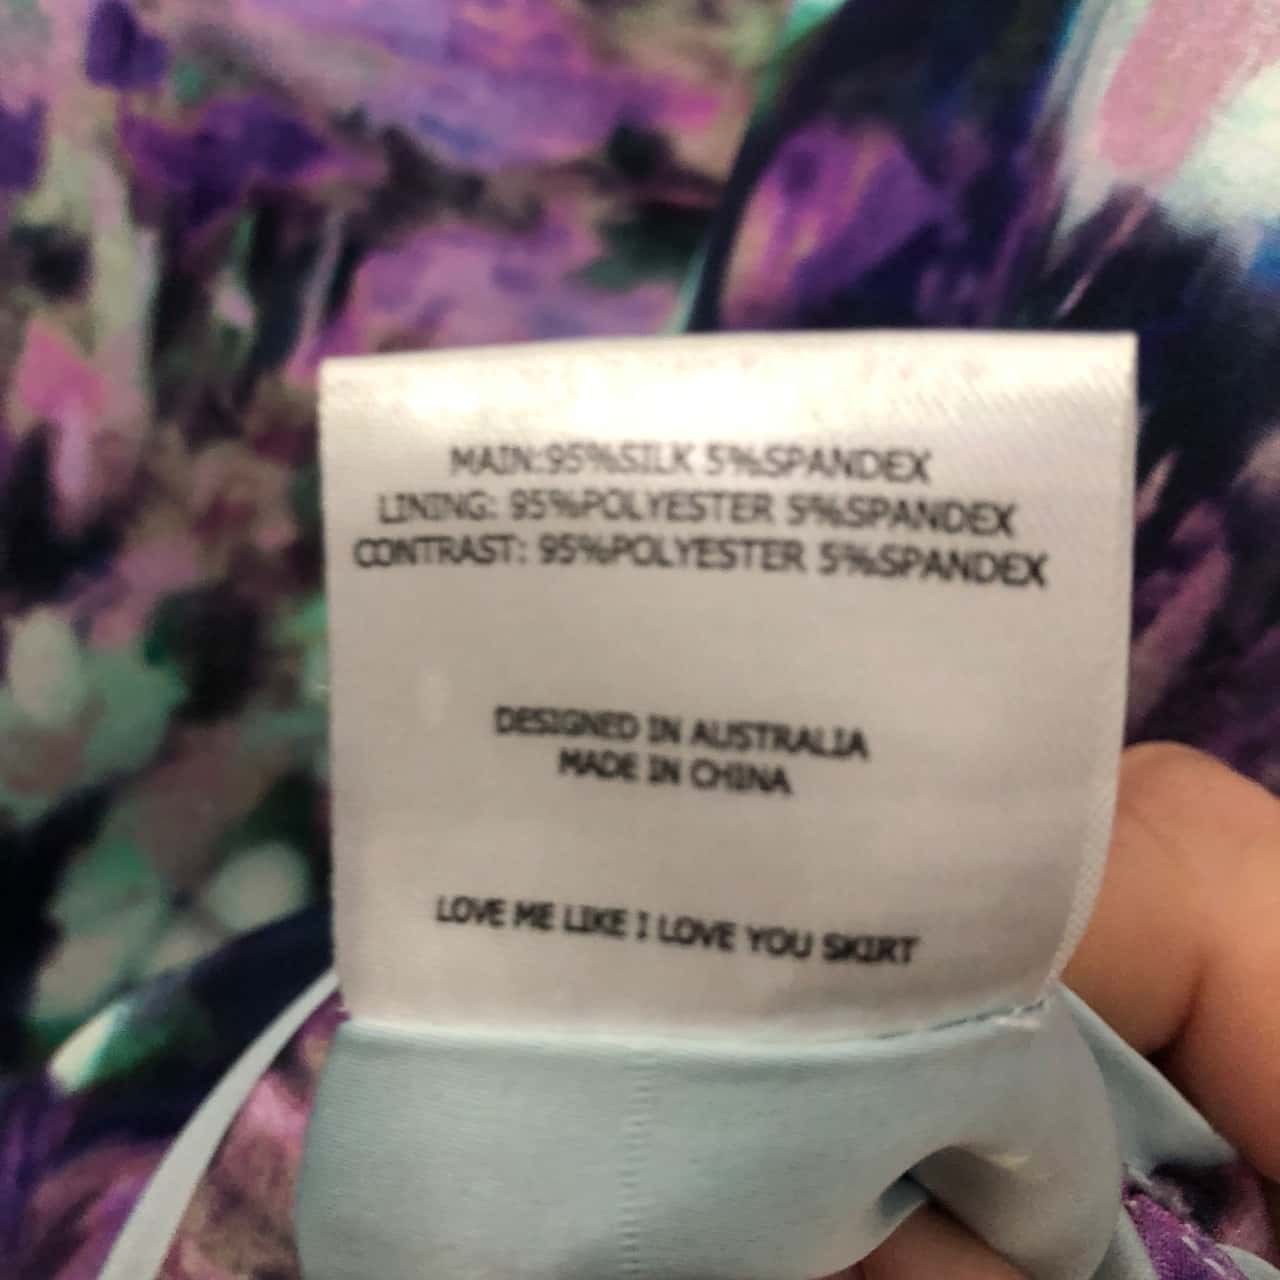 MAIN:95%SILK 5%SPANDEX
LINING: 95%POLYESTER 5%SPANDEX
CONTRAST: 95%POLYESTER 5%SPANDEX
DESIGNED IN AUSTRALIA
MADE IN CHINA
LOVE ME LIKE I LOVE YOU SKIRT